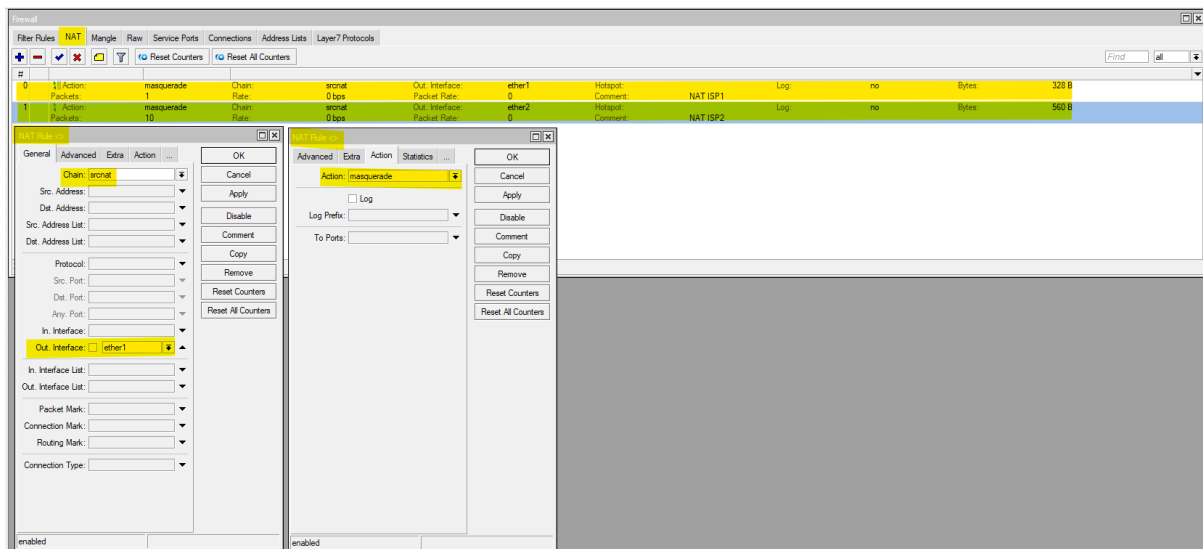 Firewall
Filter Rules NAT Mangle Raw Service Ports Connections Address Lists Layer7 Protocols
Reset Counters Reset All Counters Find all
#
0 Action: masquerade Chain: srcnat Out. Interface: ether1 Hotspot: Log: no Bytes: 328 B
Packets: 1 Rate: 0 bps Packet Rate: 0 Comment: NAT ISP1
1 Action: masquerade Chain: srcnat Out. Interface: ether2 Hotspot: Log: no Bytes: 560 B
Packets: 10 Rate: 0 bps Packet Rate: 0 Comment: NAT ISP2
NAT Rule <>
General Advanced Extra Action ...
Chain: srcnat
Src. Address:
Dst. Address:
Src. Address List:
Dst. Address List:
Protocol:
Src. Port:
Dst. Port:
Any. Port:
In. Interface:
Out. Interface: ether1
In. Interface List:
Out. Interface List:
Packet Mark:
Connection Mark:
Routing Mark:
Connection Type:
OK
Cancel
Apply
Disable
Comment
Copy
Remove
Reset Counters
Reset All Counters
enabled
NAT Rule <>
Advanced Extra Action Statistics ...
Action: masquerade
Log
Log Prefix:
To Ports:
OK
Cancel
Apply
Disable
Comment
Copy
Remove
Reset Counters
Reset All Counters
enabled